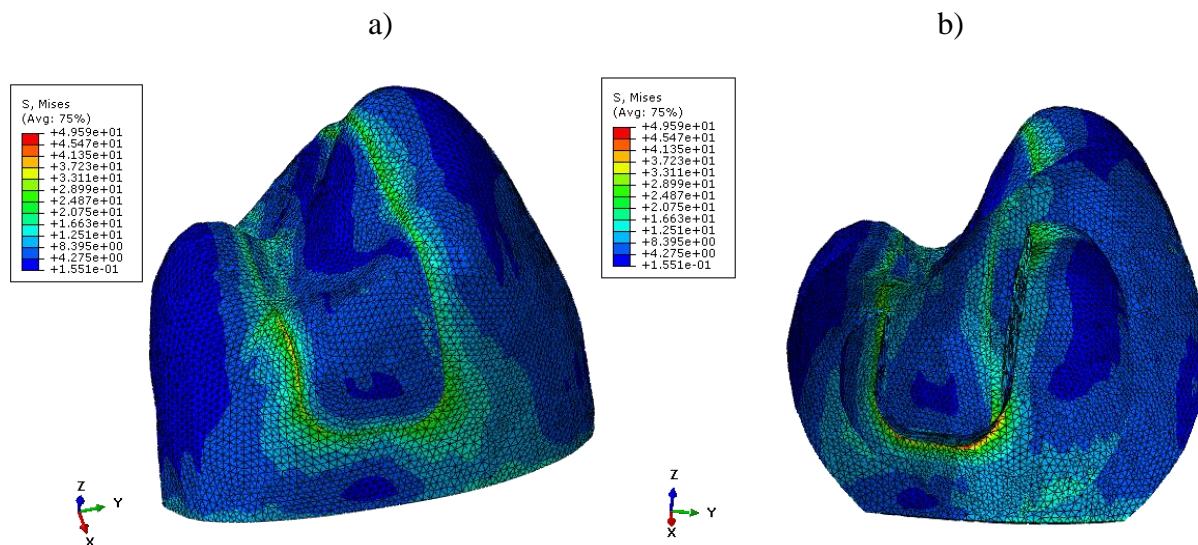 a)
b)
S, Mises
(Avg: 75%)
+4.959e+01
+4.547e+01
+4.135e+01
+3.723e+01
+3.311e+01
+2.899e+01
+2.487e+01
+2.075e+01
+1.663e+01
+1.251e+01
+8.395e+00
+4.275e+00
+1.551e-01
Z
Y
X
S, Mises
(Avg: 75%)
+4.959e+01
+4.547e+01
+4.135e+01
+3.723e+01
+3.311e+01
+2.899e+01
+2.487e+01
+2.075e+01
+1.663e+01
+1.251e+01
+8.395e+00
+4.275e+00
+1.551e-01
Z
Y
X